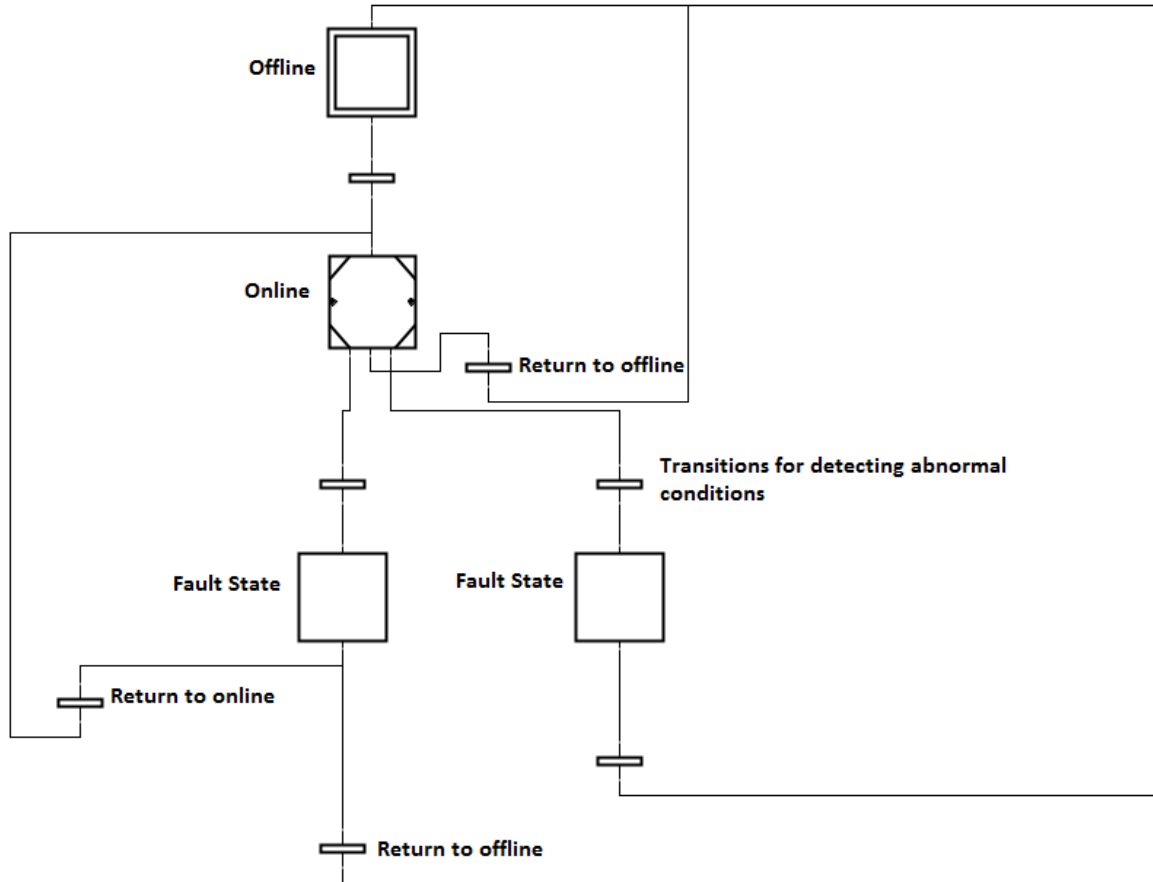 Offline
Online
Return to offline
Transitions for detecting abnormal
conditions
Fault State
Fault State
Return to online
Return to offline